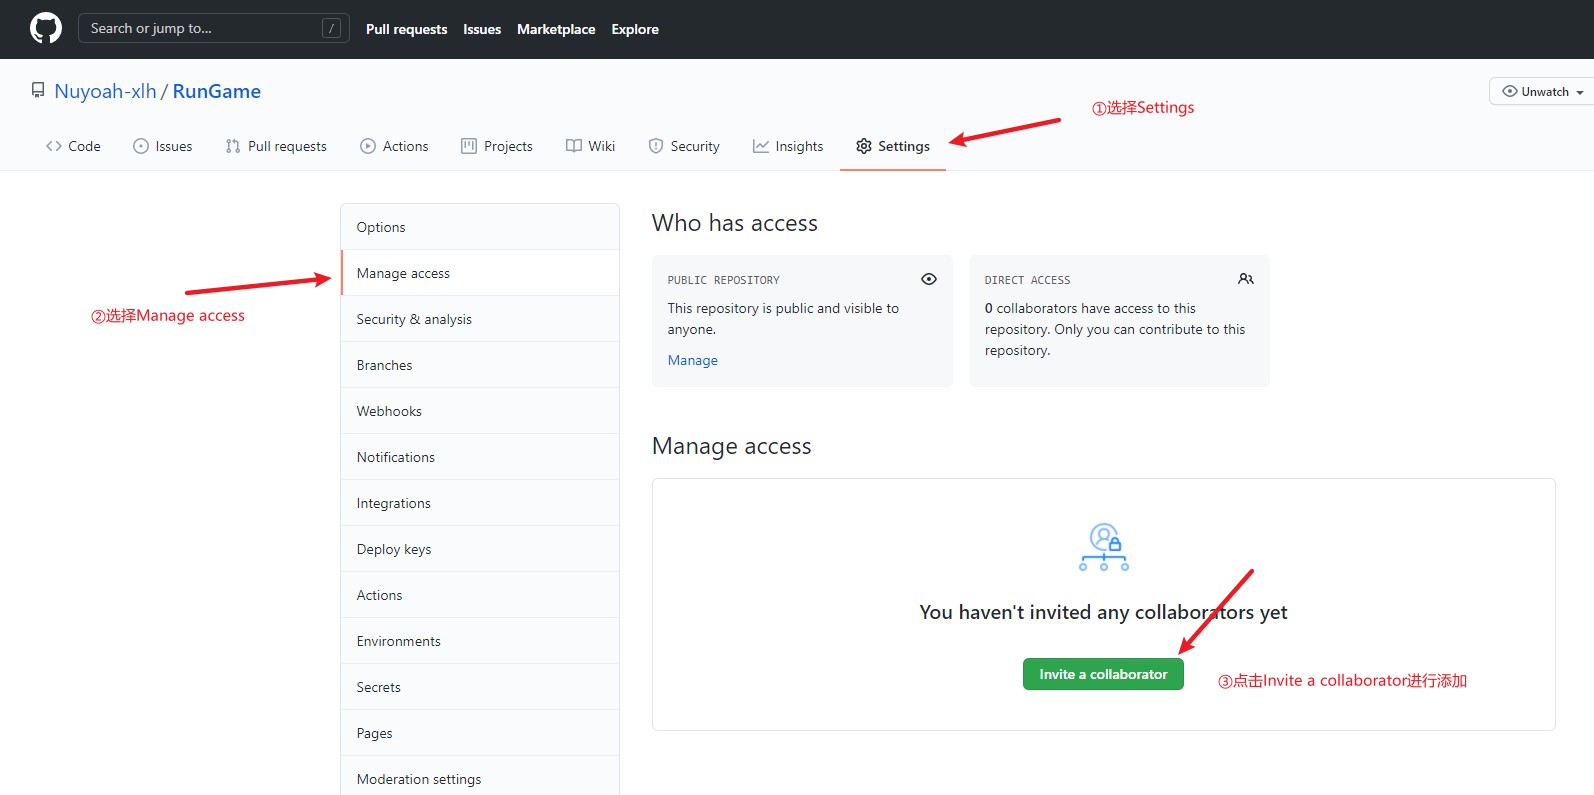 Search or jump to... /
Pull requests Issues Marketplace Explore
Nuyoah-xlh / RunGame
Unwatch
①选择Settings
Code Issues Pull requests Actions Projects Wiki Security Insights Settings
Options
Manage access
Security & analysis
Branches
Webhooks
Notifications
Integrations
Deploy keys
Actions
Environments
Secrets
Pages
Moderation settings
②选择Manage access
Who has access
PUBLIC REPOSITORY
This repository is public and visible to
anyone.
Manage
DIRECT ACCESS
0 collaborators have access to this
repository. Only you can contribute to this
repository.
Manage access
You haven't invited any collaborators yet
Invite a collaborator
③点击Invite a collaborator进行添加